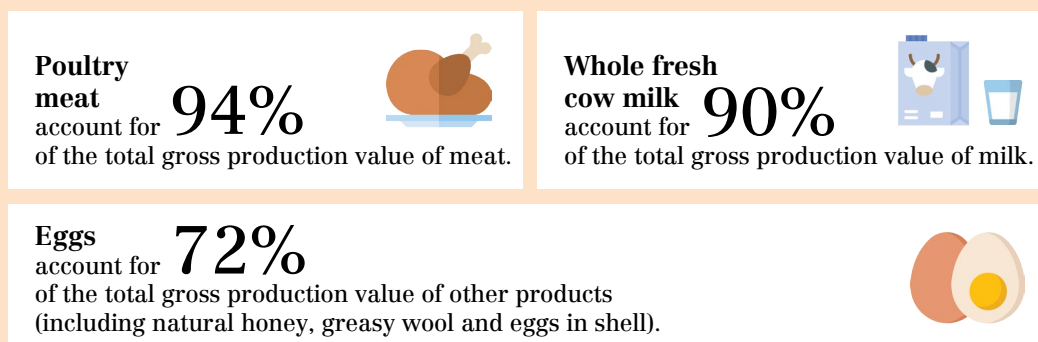 Poultry
meat
account for 94%
of the total gross production value of meat.
Whole fresh
cow milk
account for 90%
of the total gross production value of milk.
Eggs
account for 72%
of the total gross production value of other products
(including natural honey, greasy wool and eggs in shell).